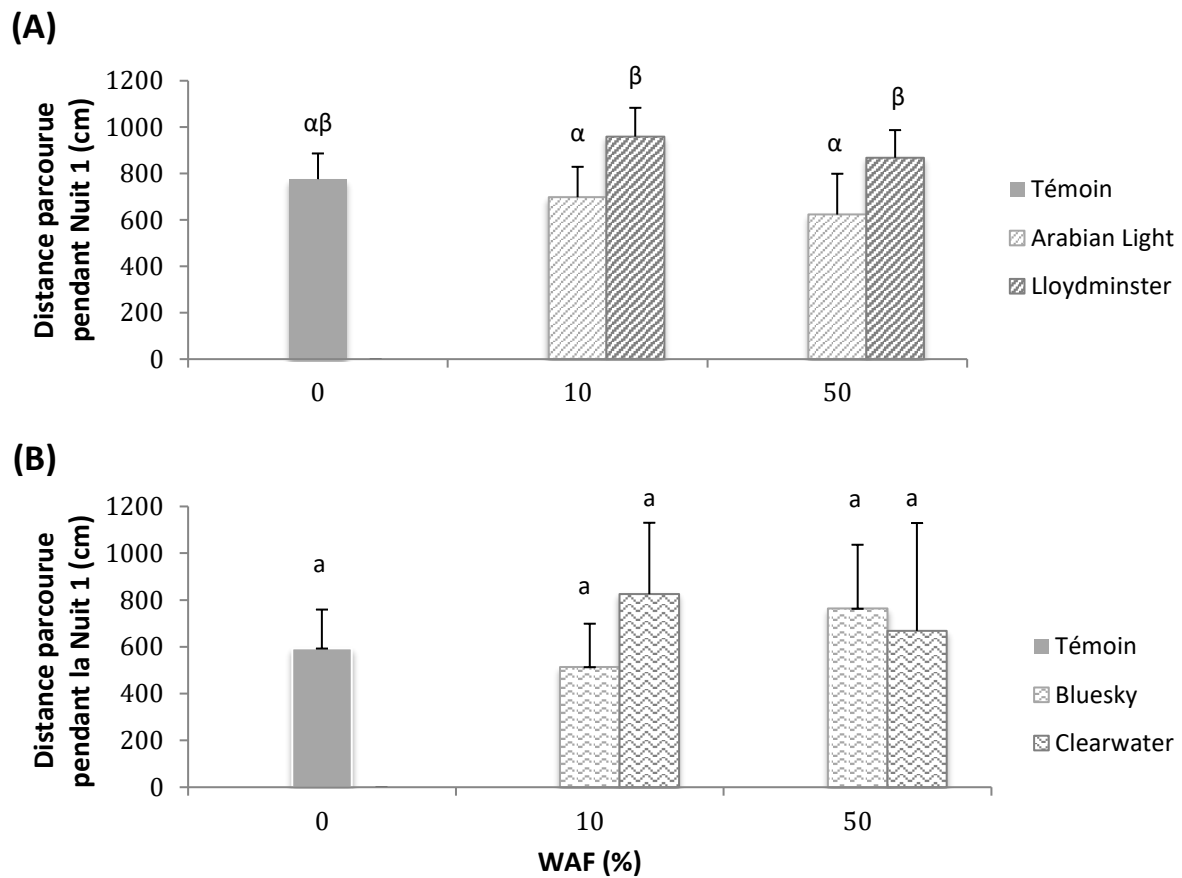 (A)
Distance parcourue
pendant Nuit 1 (cm)
1200
1000
800
600
400
200
0
αβ
α
β
α
β
0
10
50
Témoin
Arabian Light
Lloydminster
(B)
Distance parcourue
pendant la Nuit 1 (cm)
1200
1000
800
600
400
200
0
a
a
a
a
a
0
10
50
WAF (%)
Témoin
Bluesky
Clearwater